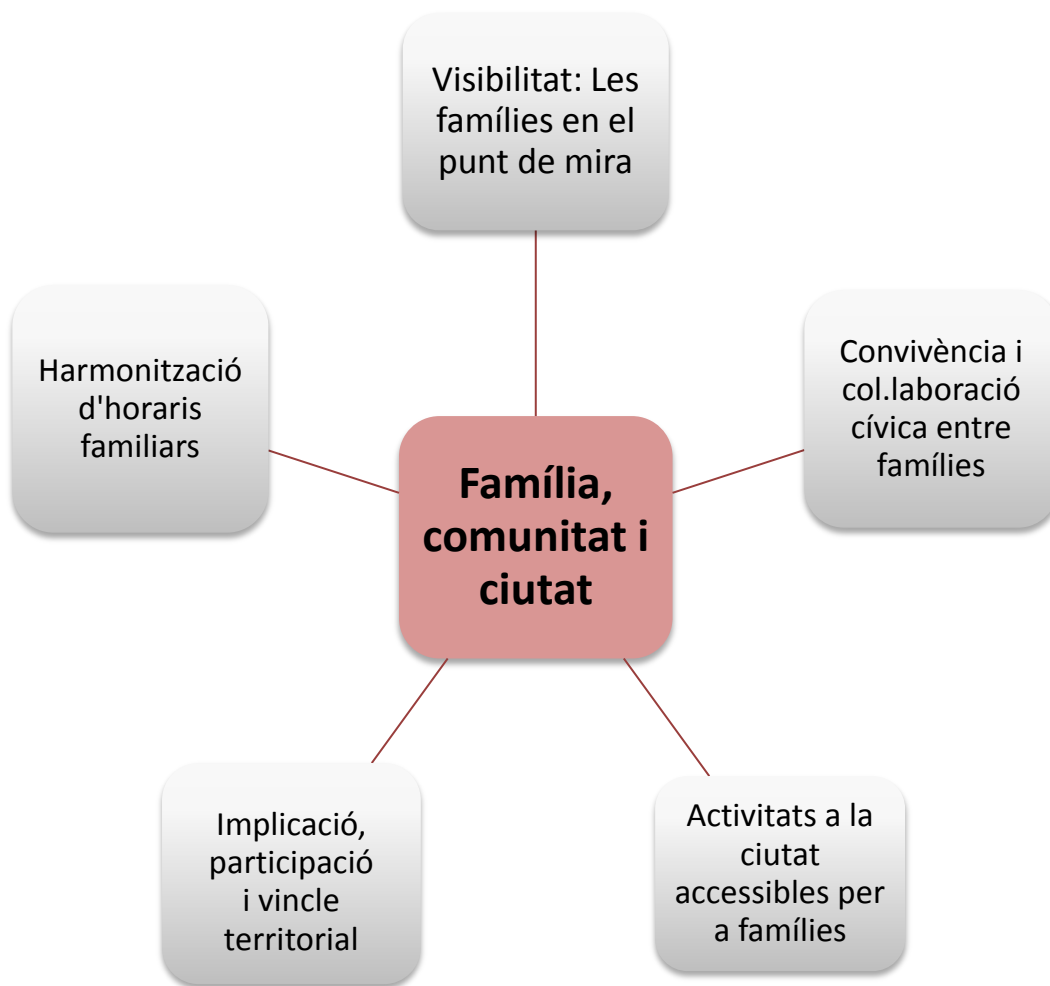 Visibilitat: Les
famílies en el
punt de mira
Harmonització
d'horaris
familiars
Convivència i
col.laboració
cívica entre
famílies
Família,
comunitat i
ciutat
Implicació,
participació
i vincle
territorial
Activitats a la
ciutat
accessibles per
a famílies